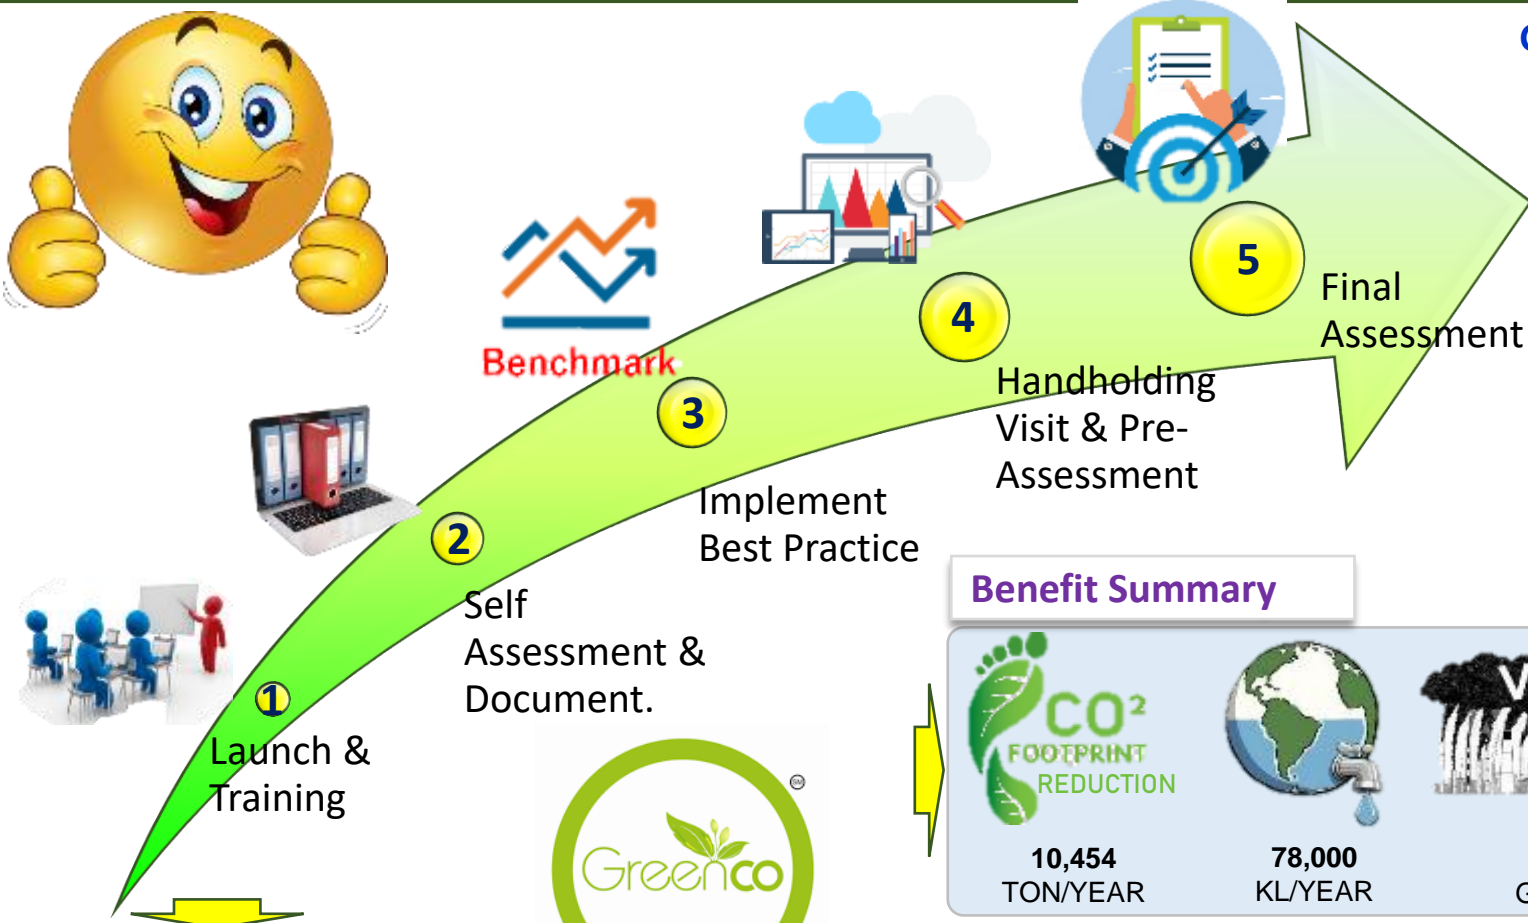 Benchmark
5
Final
Assessment
4
Handholding
Visit & Pre-
Assessment
3
Implement
Best Practice
2
Self
Assessment &
Document.
1
Launch &
Training
Greenco
SM
Benefit Summary
CO²
FOOTPRINT
REDUCTION
10,454
TON/YEAR
78,000
KL/YEAR